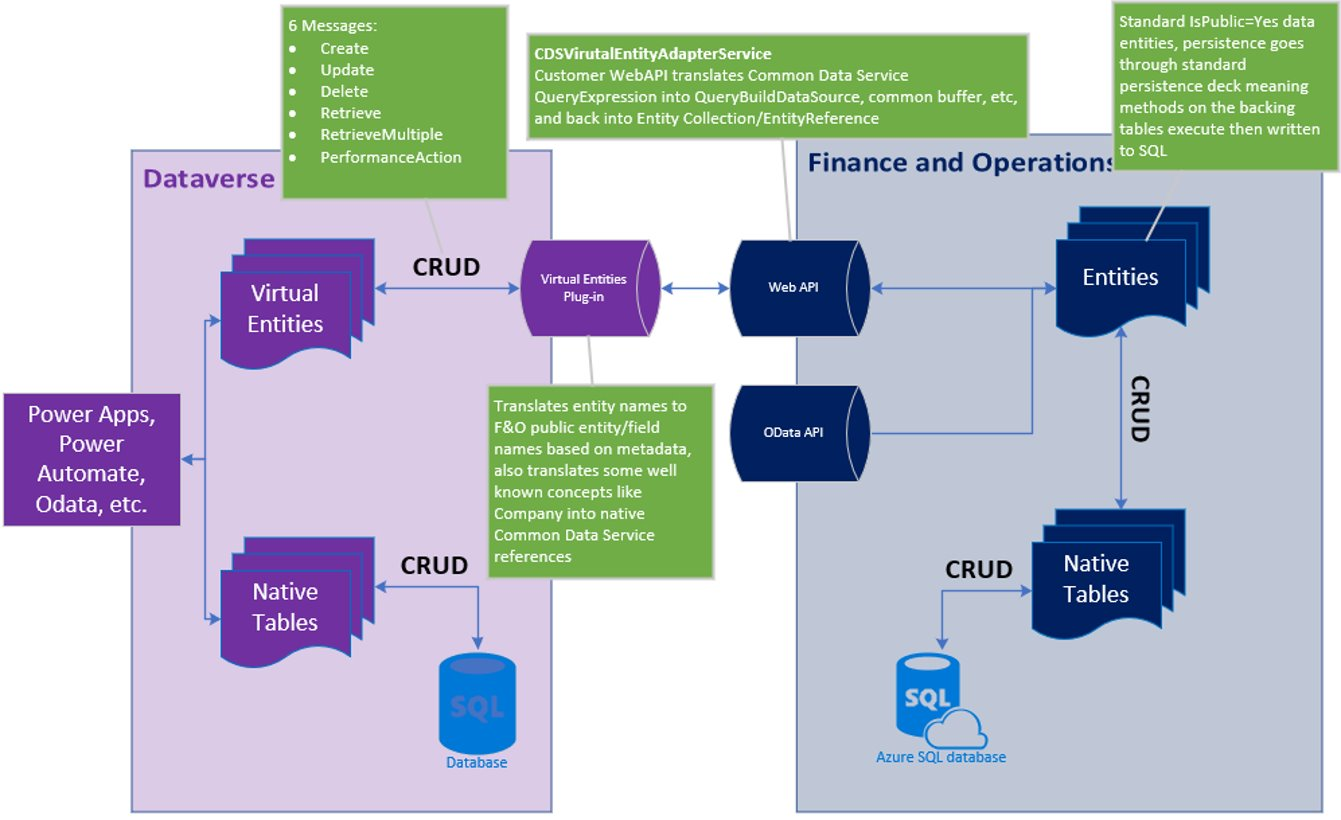 6 Messages:
• Create
• Update
• Delete
• Retrieve
• RetrieveMultiple
• PerformanceAction
CDSVirutalEntityAdapterService
Customer WebAPI translates Common Data Service
QueryExpression into QueryBuildDataSource, common buffer, etc,
and back into Entity Collection/EntityReference
Standard IsPublic=Yes data
entities, persistence goes
through standard
persistence deck meaning
methods on the backing
tables execute then written
to SQL
Dataverse
Finance and Operations
Virtual
Entities
CRUD
Virtual Entities
Plug-in
Web API
Entities
Power Apps,
Power
Automate,
Odata, etc.
Translates entity names to
F&O public entity/field
names based on metadata,
also translates some well
known concepts like
Company into native
Common Data Service
references
OData API
CRUD
Native
Tables
CRUD
SQL
Database
CRUD
Native
Tables
SQL
Azure SQL database